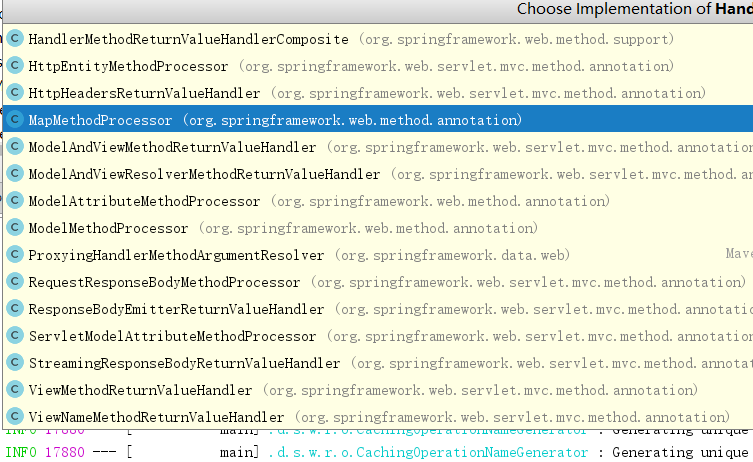 Choose Implementation of Hand
HandlerMethodReturnValueHandlerComposite (org.springframework.web.method.support)
HttpEntityMethodProcessor (org.springframework.web.servlet.mvc.method.annotation)
HttpHeadersReturnValueHandler (org.springframework.web.servlet.mvc.method.annotation)
MapMethodProcessor (org.springframework.web.method.annotation)
ModelAndViewMethodReturnValueHandler (org.springframework.web.servlet.mvc.method.annotation
ModelAndViewResolverMethodReturnValueHandler (org.springframework.web.servlet.mvc.method.an
ModelAttributeMethodProcessor (org.springframework.web.method.annotation)
ModelMethodProcessor (org.springframework.web.method.annotation)
ProxyingHandlerMethodArgumentResolver (org.springframework.data.web) Mave
RequestResponseBodyMethodProcessor (org.springframework.web.servlet.mvc.method.annotation)
ResponseBodyEmitterReturnValueHandler (org.springframework.web.servlet.mvc.method.annotatio
ServletModelAttributeMethodProcessor (org.springframework.web.servlet.mvc.method.annotation
StreamingResponseBodyReturnValueHandler (org.springframework.web.servlet.mvc.method.annotat
ViewMethodReturnValueHandler (org.springframework.web.servlet.mvc.method.annotation)
ViewNameMethodReturnValueHandler (org.springframework.web.servlet.mvc.method.annotation)
INFO 17880 --- [ main] .d.s.w.r.o.CachingOperationNameGenerator : Generating unique
INFO 17880 --- [ main] .d.s.w.r.o.CachingOperationNameGenerator : Generating unique